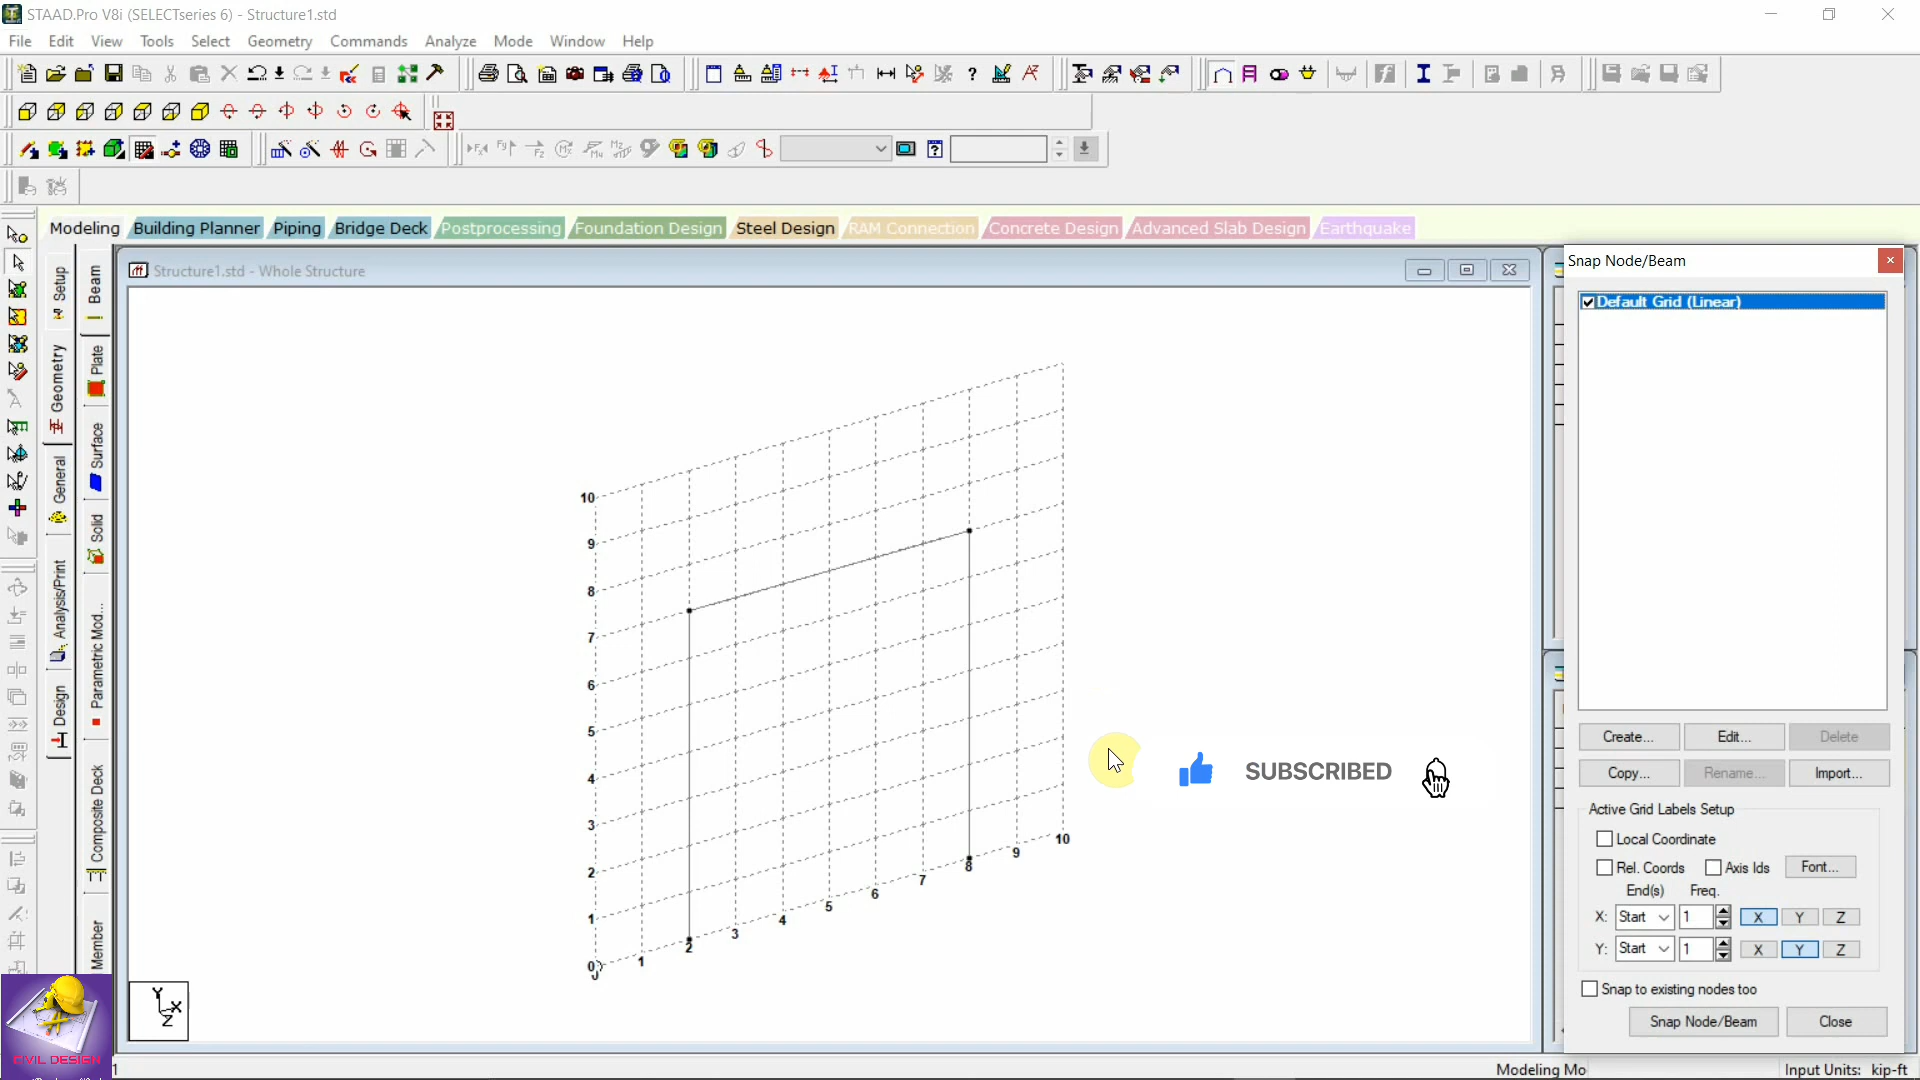 STAAD.Pro V8i (SELECTseries 6) - Structure1.std
File Edit View Tools Select Geometry Commands Analyze Mode Window Help
Modeling Building Planner Piping Bridge Deck Postprocessing Foundation Design Steel Design RAM Connection Concrete Design Advanced Slab Design Earthquake
Structure1.std - Whole Structure
Setup
Geometry
General
Analysis/Print
Design
Beam
Plate
Surface
Solid
Parametric Mod...
Composite Deck
Member
10
9
8
7
6
5
4
3
2
1
0
1
2
3
4
5
6
7
8
9
10
Y
X
Z
SUBSCRIBED
Snap Node/Beam
Default Grid (Linear)
Create... Edit... Delete
Copy... Rename... Import...
Active Grid Labels Setup
Local Coordinate
Rel. Coords Axis Ids Font...
End(s) Freq.
X: Start 1 X Y Z
Y: Start 1 X Y Z
Snap to existing nodes too
Snap Node/Beam Close
CIVIL DESIGN
Modeling Mo Input Units: kip-ft